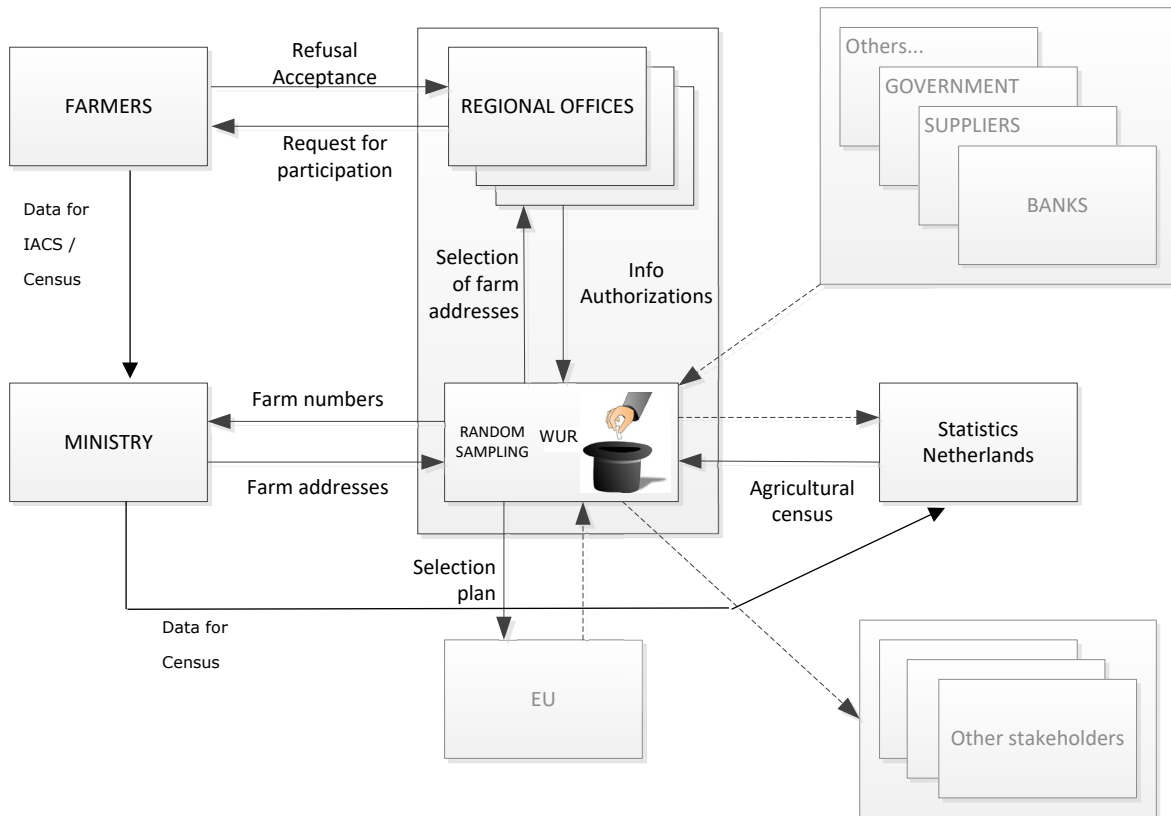 Refusal
Acceptance
FARMERS
REGIONAL OFFICES
Request for
participation
Others...
GOVERNMENT
SUPPLIERS
BANKS
Data for
IACS /
Census
Selection
of farm
addresses
Info
Authorizations
MINISTRY
Farm numbers
Farm addresses
RANDOM
SAMPLING
WUR
Statistics
Netherlands
Agricultural
census
Selection
plan
Data for
Census
EU
Other stakeholders